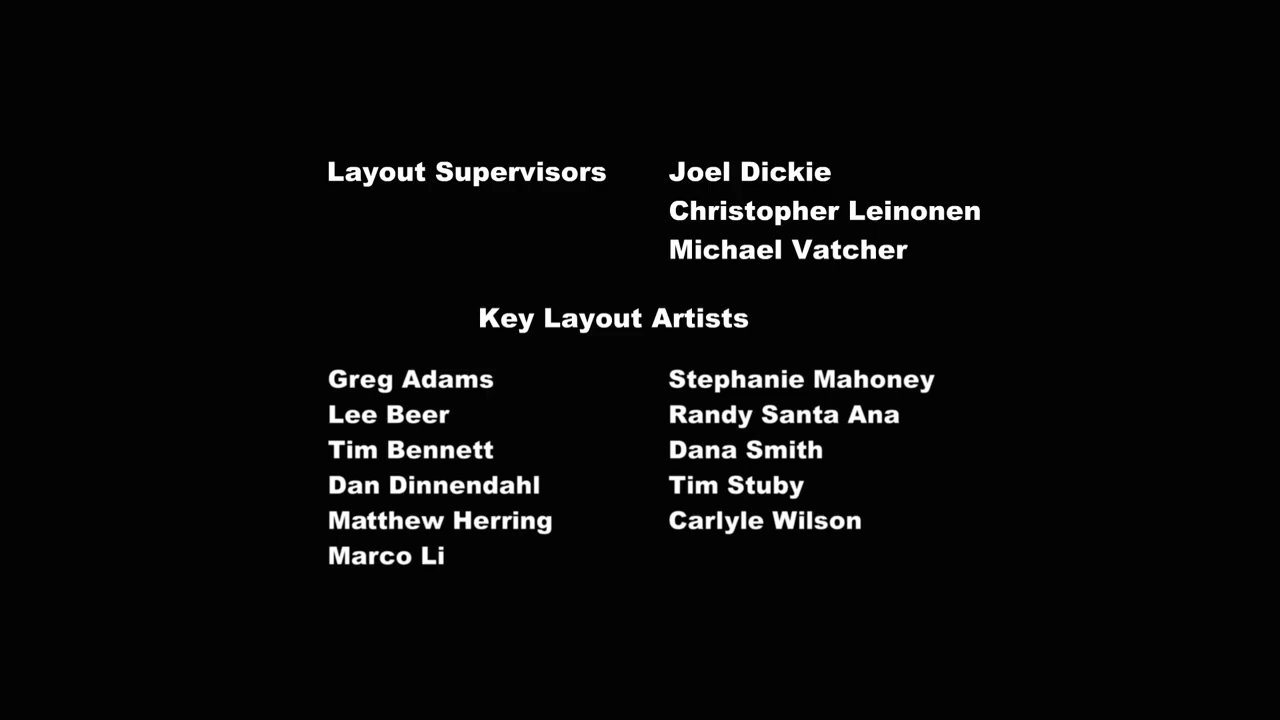 Layout Supervisors Joel Dickie
Christopher Leinonen
Michael Vatcher
Key Layout Artists
Greg Adams Stephanie Mahoney
Lee Beer Randy Santa Ana
Tim Bennett Dana Smith
Dan Dinnendahl Tim Stuby
Matthew Herring Carlyle Wilson
Marco Li